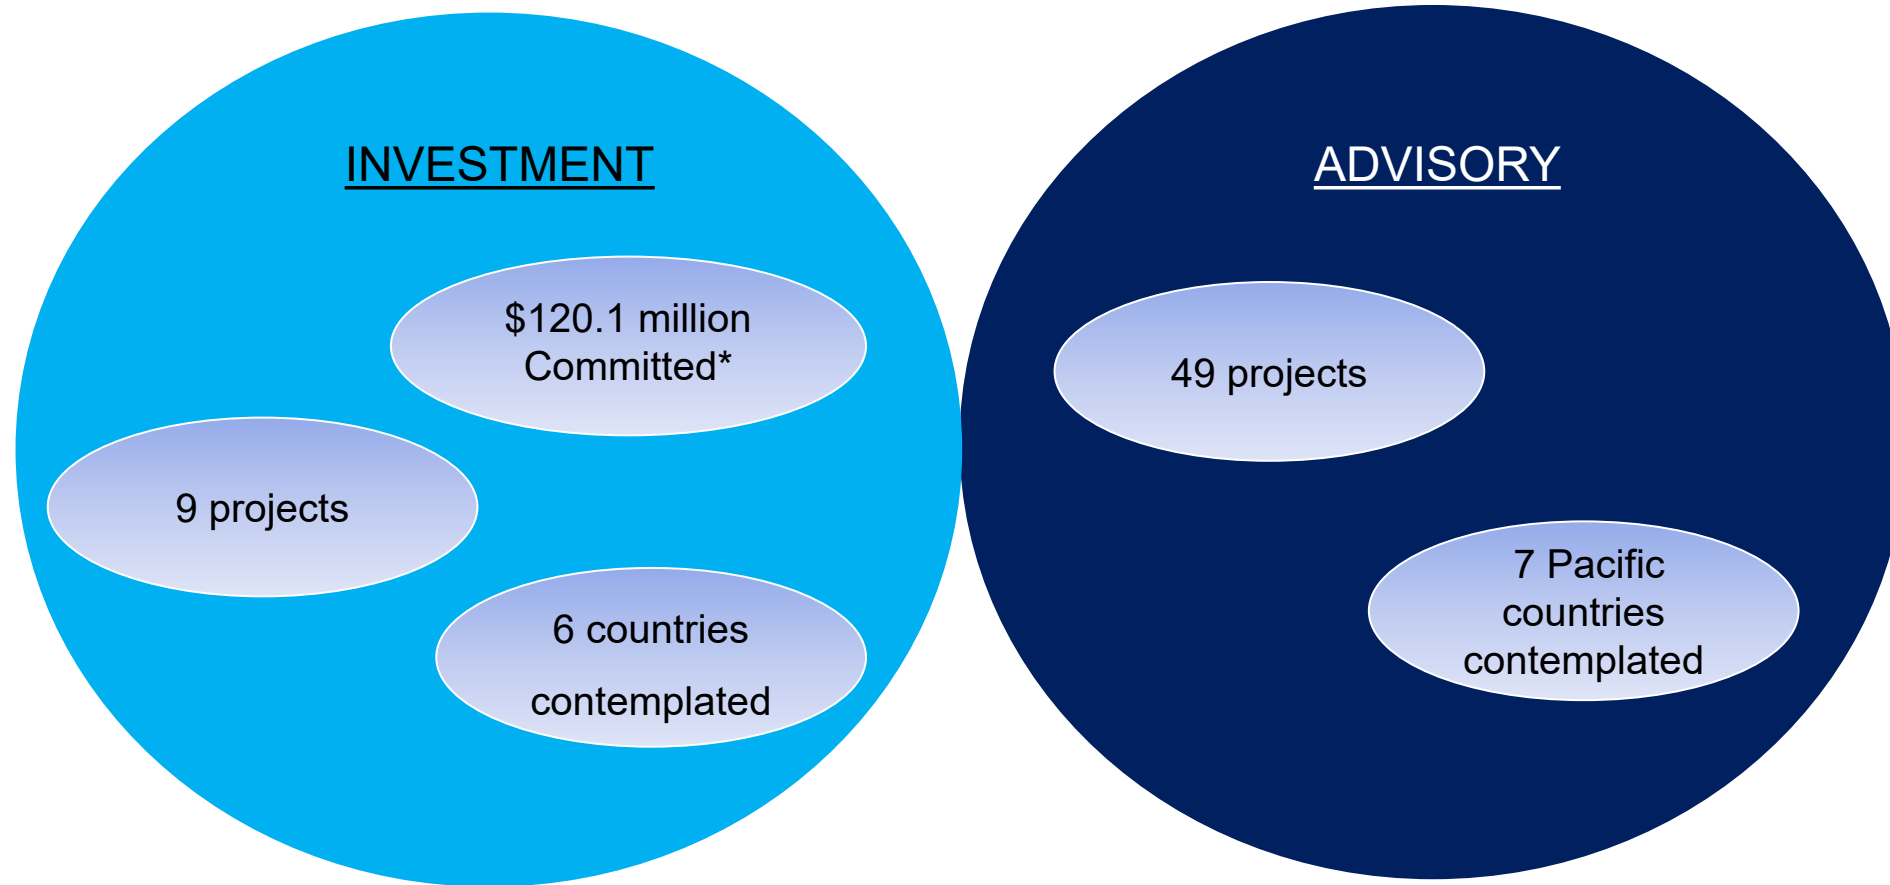 INVESTMENT
$120.1 million
Committed*
9 projects
6 countries
contemplated
ADVISORY
49 projects
7 Pacific
countries
contemplated